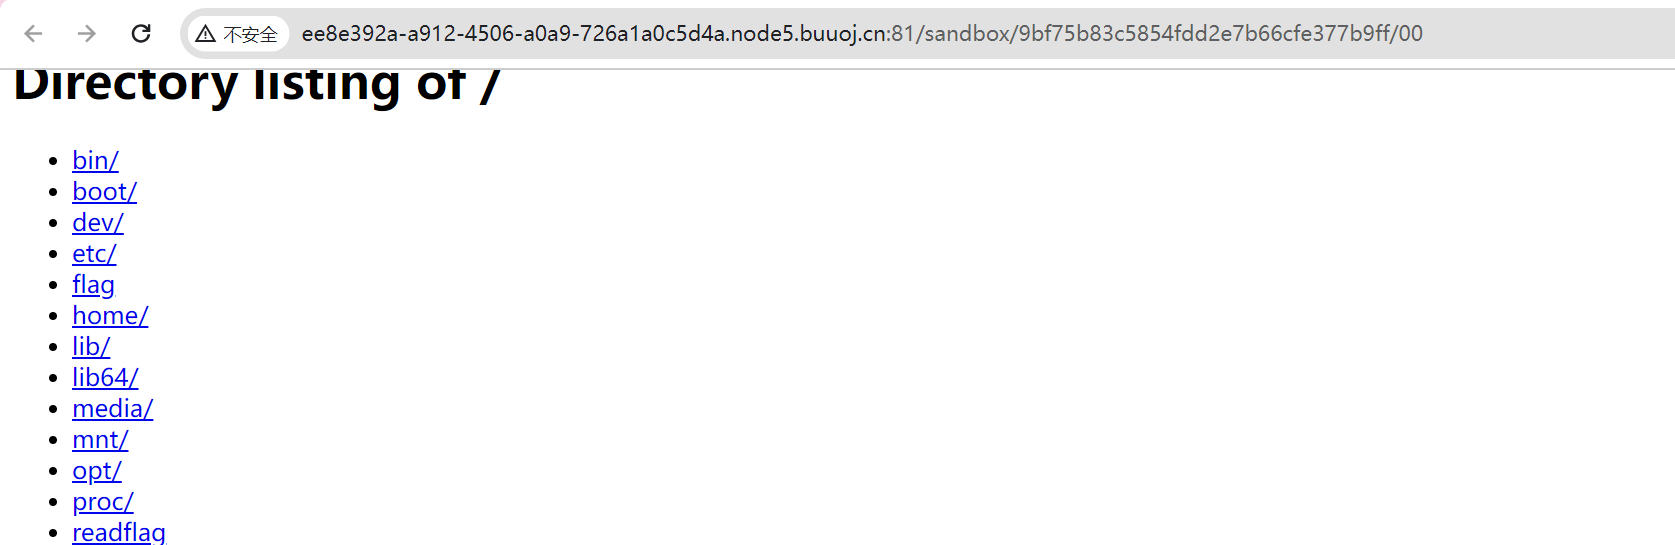 不安全 ee8e392a-a912-4506-a0a9-726a1a0c5d4a.node5.buuoj.cn:81/sandbox/9bf75b83c5854fdd2e7b66cfe377b9ff/00
Directory listing of /
bin/
boot/
dev/
etc/
flag
home/
lib/
lib64/
media/
mnt/
opt/
proc/
readflag